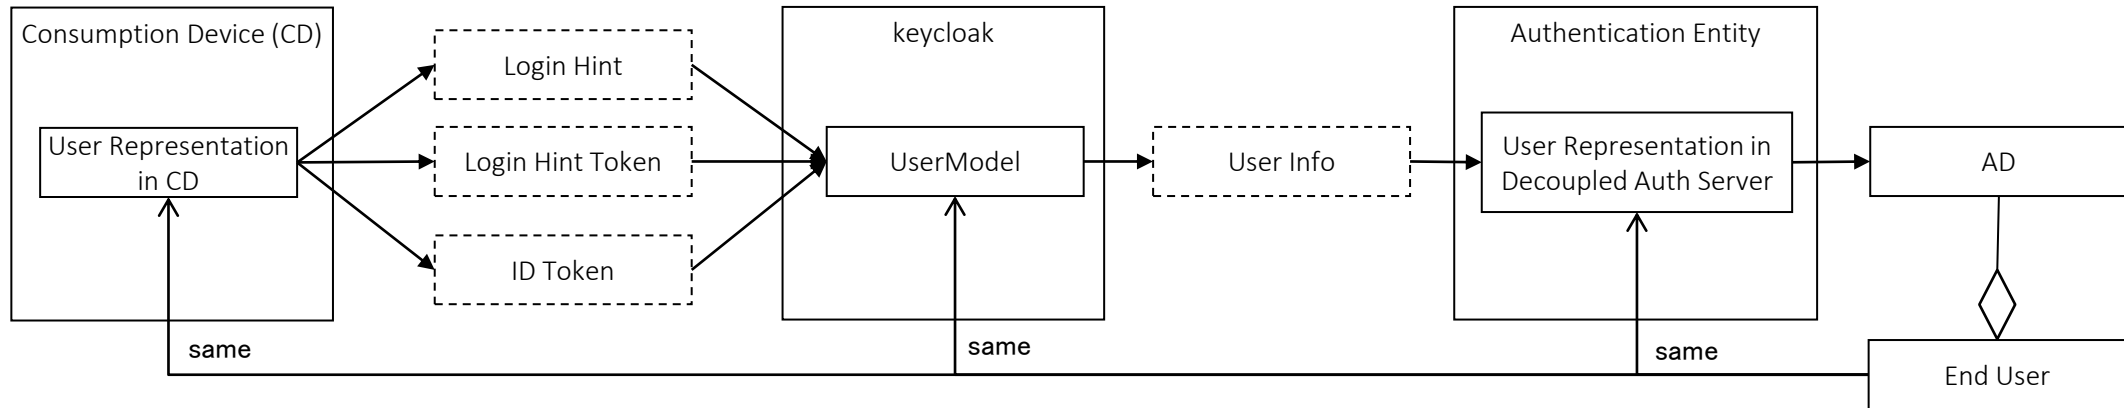 Consumption Device (CD)
keycloak
Authentication Entity
Login Hint
User Representation
in CD
Login Hint Token
UserModel
User Info
User Representation in
Decoupled Auth Server
AD
ID Token
same
same
same
End User